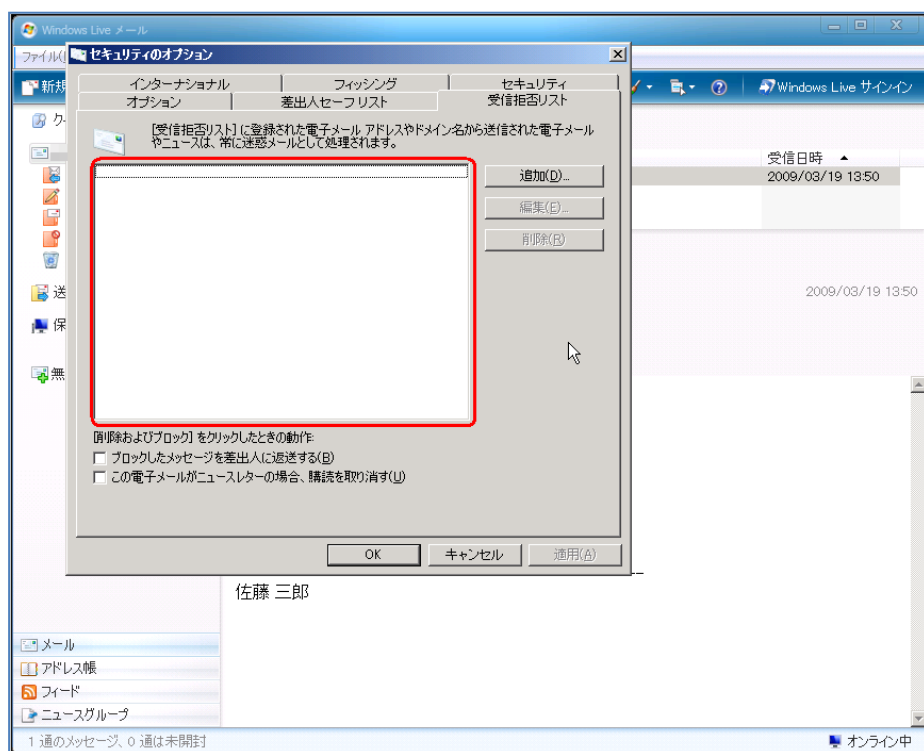 Windows Live メール
ファイル(
セキュリティのオプション
新規
Windows Live サインイン
インターナショナル
フィッシング
セキュリティ
オプション
差出人セーフ リスト
受信拒否リスト
[受信拒否リスト] に登録された電子メール アドレスやドメイン名から送信された電子メール
やニュースは、常に迷惑メールとして処理されます。
追加(D)...
編集(E)...
削除(R)
受信日時
2009/03/19 13:50
2009/03/19 13:50
ク
送
保
無
[削除およびブロック] をクリックしたときの動作:
ブロックしたメッセージを差出人に返送する(B)
この電子メールがニュースレターの場合、購読を取り消す(U)
OK
キャンセル
適用(A)
佐藤 三郎
メール
アドレス帳
フィード
ニュースグループ
1 通のメッセージ、0 通は未開封
オンライン中